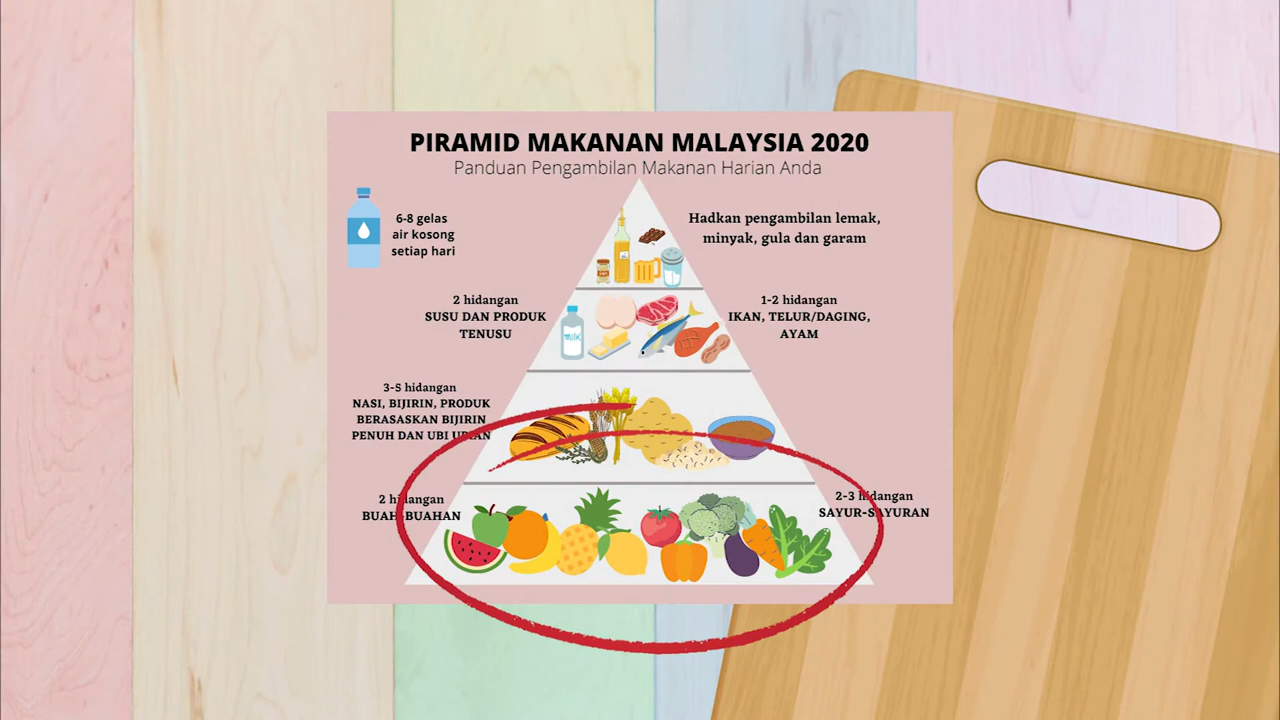 PIRAMID MAKANAN MALAYSIA 2020
Panduan Pengambilan Makanan Harian Anda
6-8 gelas
air kosong
setiap hari
Hadkan pengambilan lemak,
minyak, gula dan garam
2 hidangan
SUSU DAN PRODUK
TENUSU
1-2 hidangan
IKAN, TELUR/DAGING,
AYAM
MILK
3-5 hidangan
NASI, BIJIRIN, PRODUK
BERASASKAN BIJIRIN
PENUH DAN UBI UBIAN
2 hidangan
BUAH-BUAHAN
2-3 hidangan
SAYUR-SAYURAN